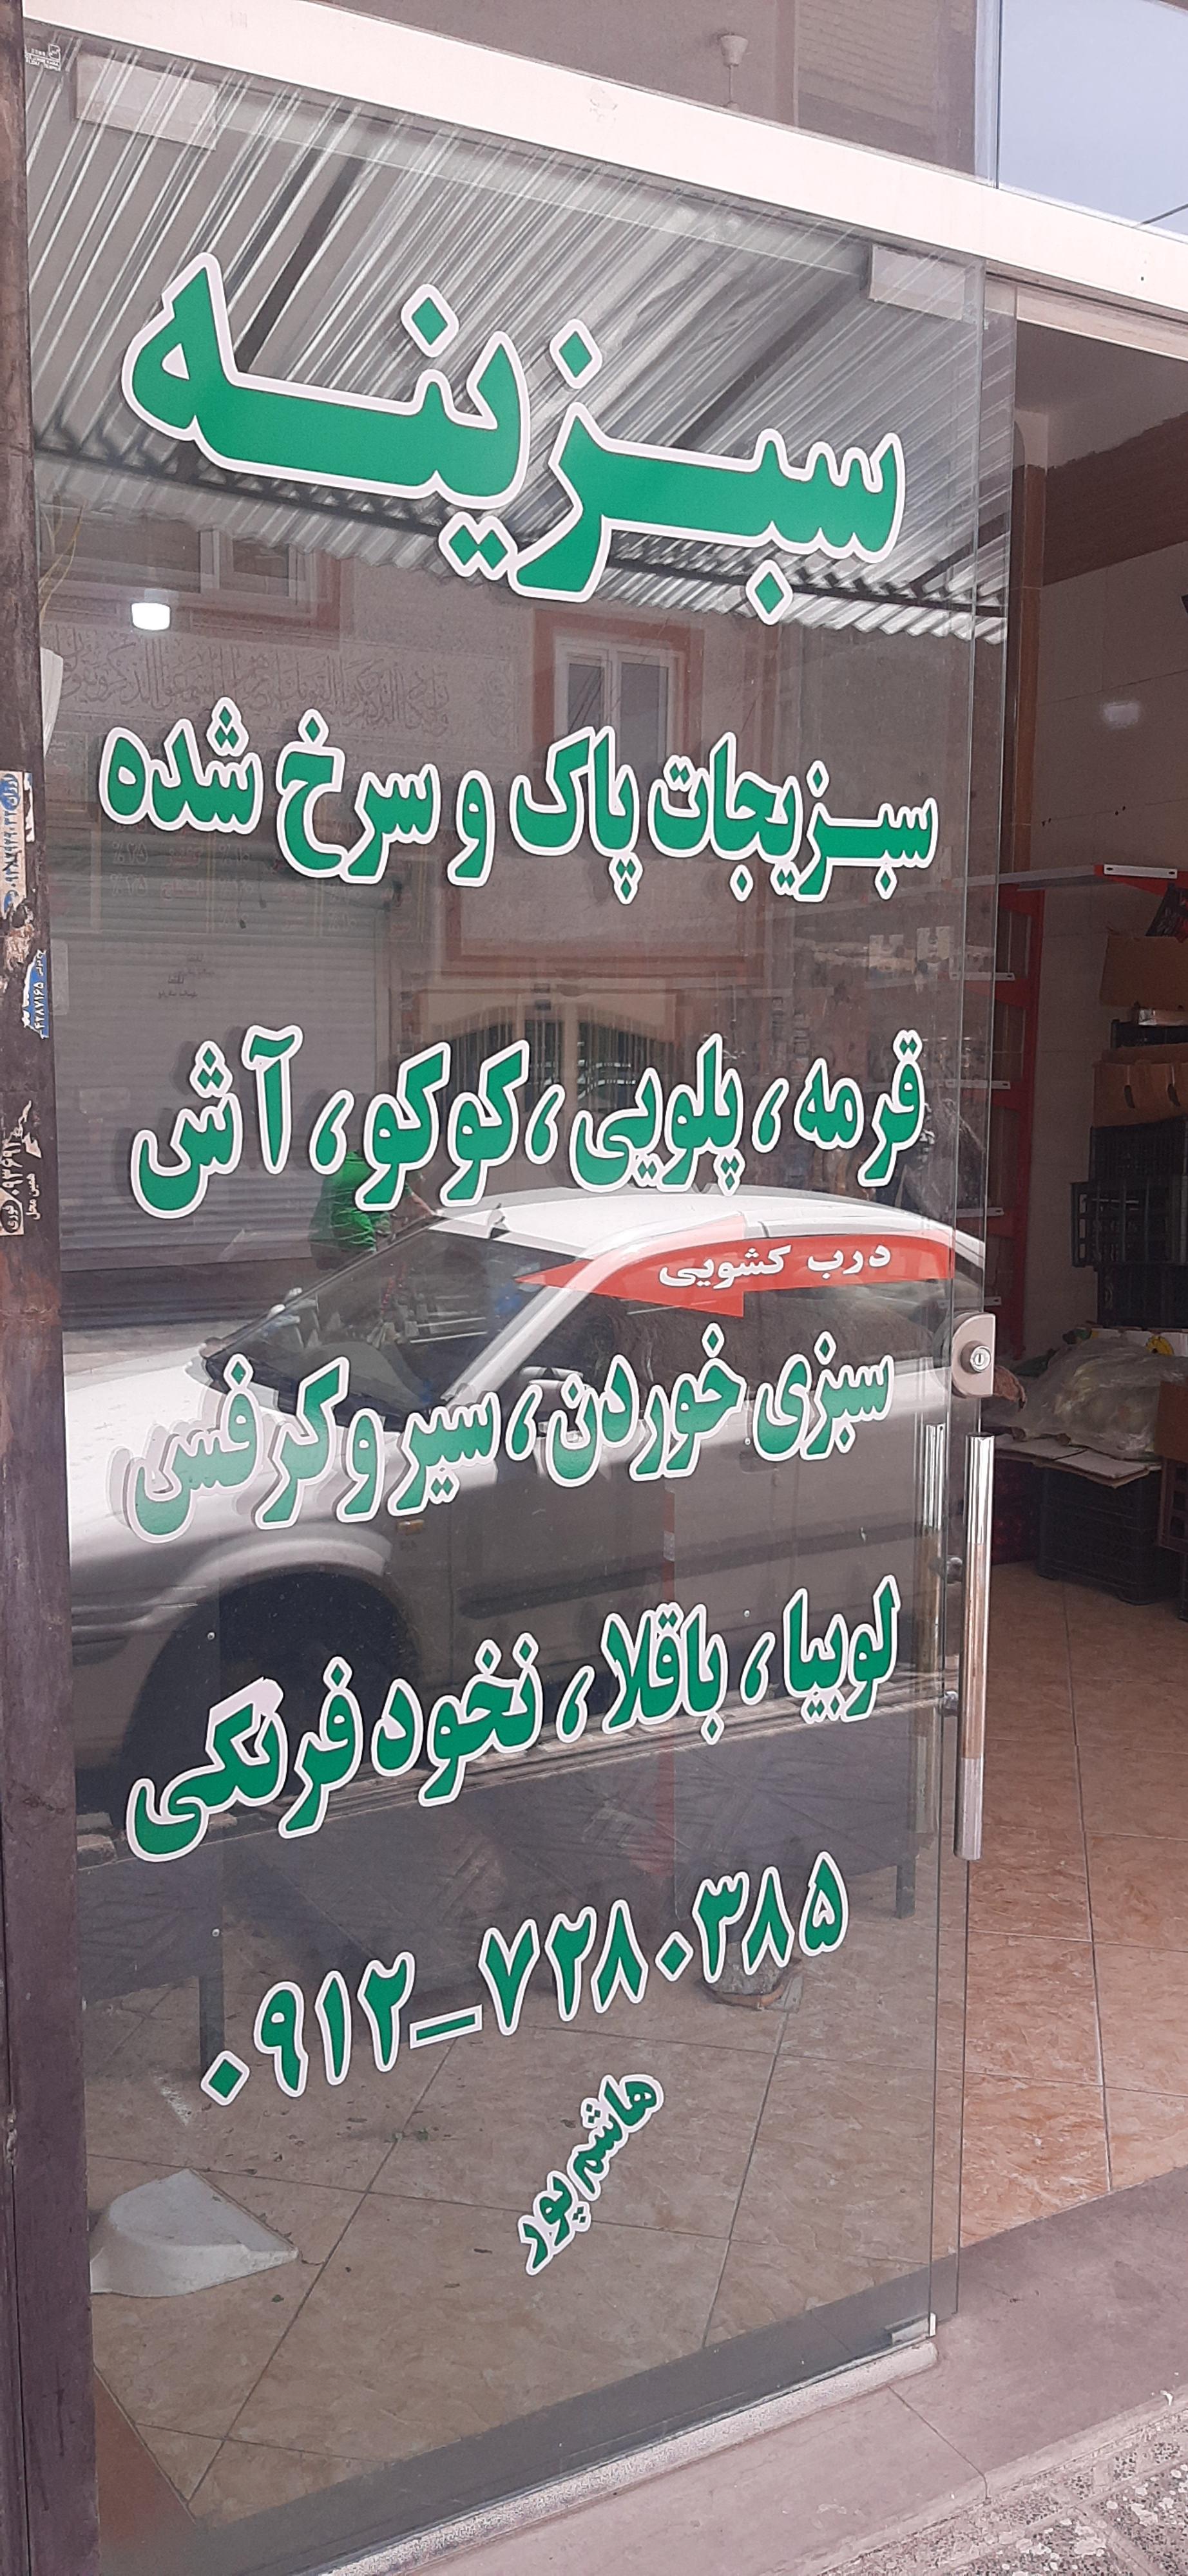 سبزینه
سبزیجات پاک و سرخ شده
قرمه ، پلویی ، کوکو ، آش
درب کشویی
سبزی خوردن ، سیر و کرفس
لوبیا ، باقلا ، نخود فرنکی
۰۹۱۲_۷۲۸۰۳۸۵
هاشم پور